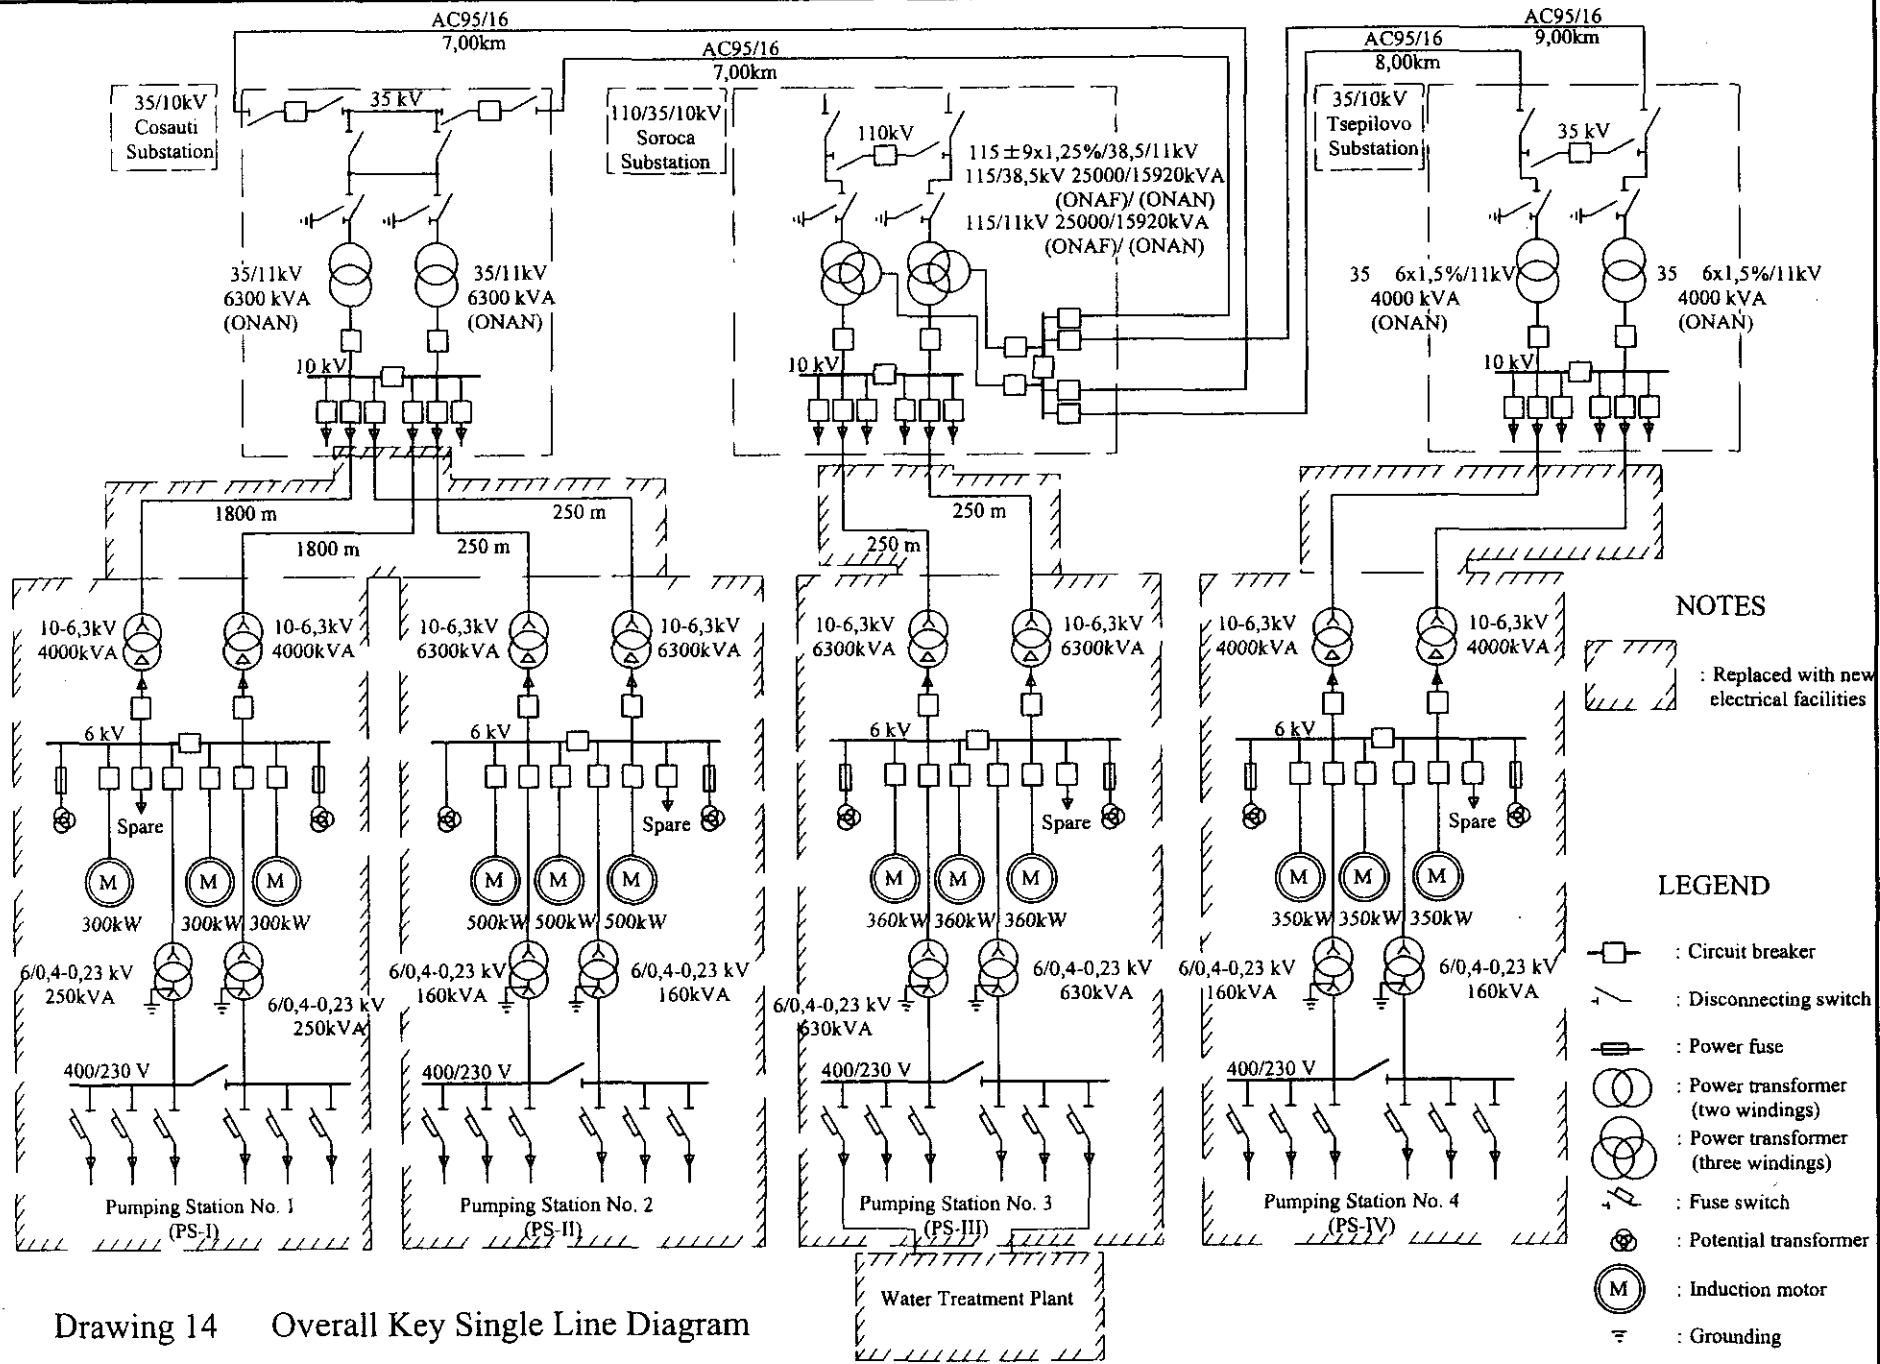 AC95/16
7,00km
AC95/16
7,00km
AC95/16
8,00km
AC95/16
9,00km
35/10kV
Cosauti
Substation
35 kV
35/11kV
6300 kVA
(ONAN)
35/11kV
6300 kVA
(ONAN)
10 kV
110/35/10kV
Soroca
Substation
110kV
115 ±9x1,25%/38,5/11kV
115/38,5kV 25000/15920kVA
(ONAF)/ (ONAN)
115/11kV 25000/15920kVA
(ONAF)/ (ONAN)
10 kV
35/10kV
Tsepilovo
Substation
35 kV
35 6x1,5%/11kV
4000 kVA
(ONAN)
35 6x1,5%/11kV
4000 kVA
(ONAN)
10 kV
1800 m
250 m
1800 m
250 m
250 m
250 m
10-6,3kV
4000kVA
10-6,3kV
4000kVA
6 kV
Spare
M
M
M
300kW
300kW
300kW
6/0,4-0,23 kV
250kVA
6/0,4-0,23 kV
250kVA
400/230 V
Pumping Station No. 1
(PS-I)
10-6,3kV
6300kVA
10-6,3kV
6300kVA
6 kV
Spare
M
M
M
500kW
500kW
500kW
6/0,4-0,23 kV
160kVA
6/0,4-0,23 kV
160kVA
400/230 V
Pumping Station No. 2
(PS-II)
10-6,3kV
6300kVA
10-6,3kV
6300kVA
6 kV
Spare
M
M
M
360kW
360kW
360kW
6/0,4-0,23 kV
630kVA
6/0,4-0,23 kV
630kVA
400/230 V
Pumping Station No. 3
(PS-III)
Water Treatment Plant
10-6,3kV
4000kVA
10-6,3kV
4000kVA
6 kV
Spare
M
M
M
350kW
350kW
350kW
6/0,4-0,23 kV
160kVA
6/0,4-0,23 kV
160kVA
400/230 V
Pumping Station No. 4
(PS-IV)
NOTES
: Replaced with new
electrical facilities
LEGEND
: Circuit breaker
: Disconnecting switch
: Power fuse
: Power transformer
(two windings)
: Power transformer
(three windings)
: Fuse switch
: Potential transformer
M
: Induction motor
: Grounding
Drawing 14 Overall Key Single Line Diagram